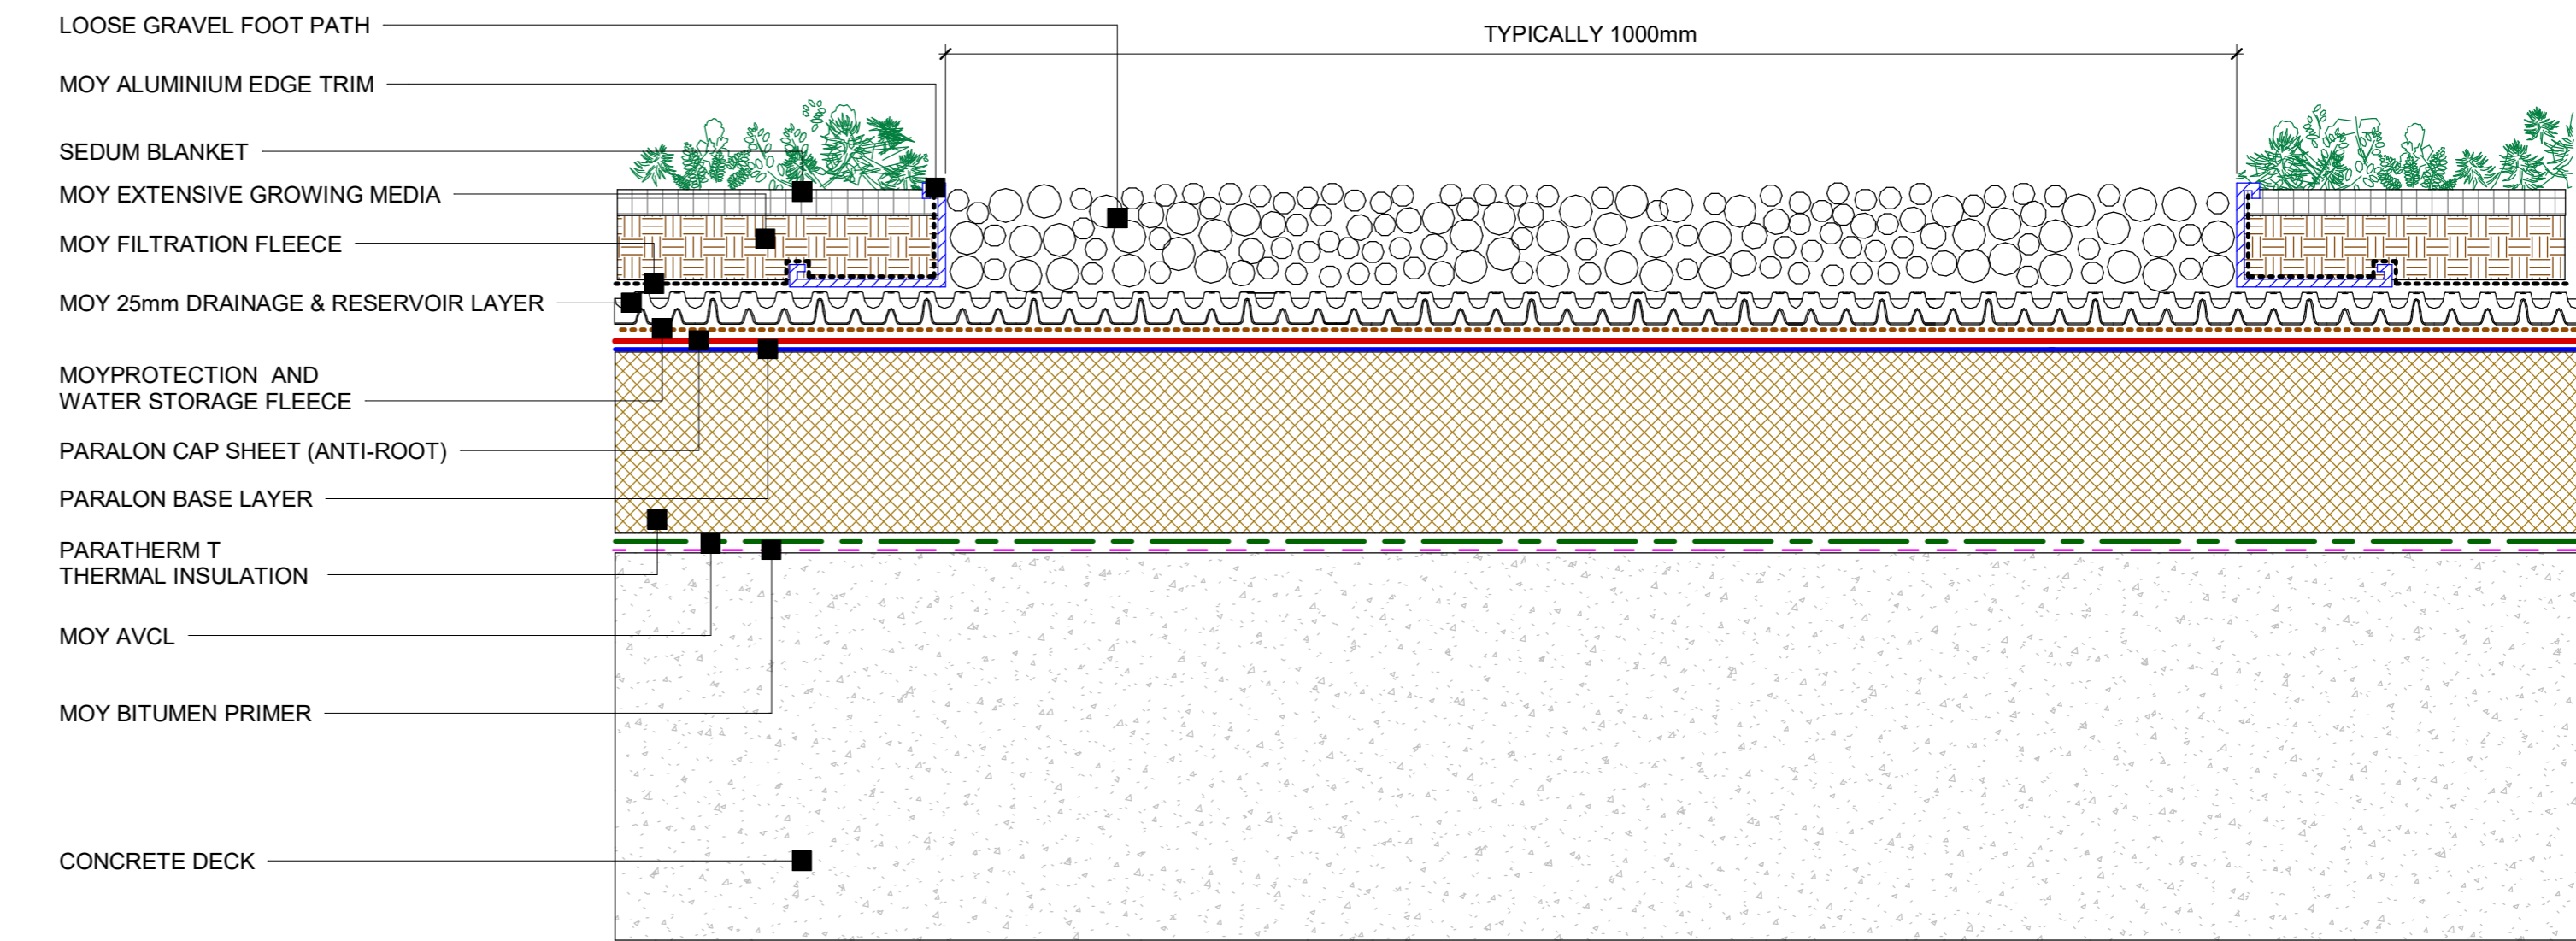 LOOSE GRAVEL FOOT PATH
TYPICALLY 1000mm
MOY ALUMINIUM EDGE TRIM
SEDUM BLANKET
MOY EXTENSIVE GROWING MEDIA
MOY FILTRATION FLEECE
MOY 25mm DRAINAGE & RESERVOIR LAYER
MOYPROTECTION AND
WATER STORAGE FLEECE
PARALON CAP SHEET (ANTI-ROOT)
PARALON BASE LAYER
PARATHERM T
THERMAL INSULATION
MOY AVCL
MOY BITUMEN PRIMER
CONCRETE DECK